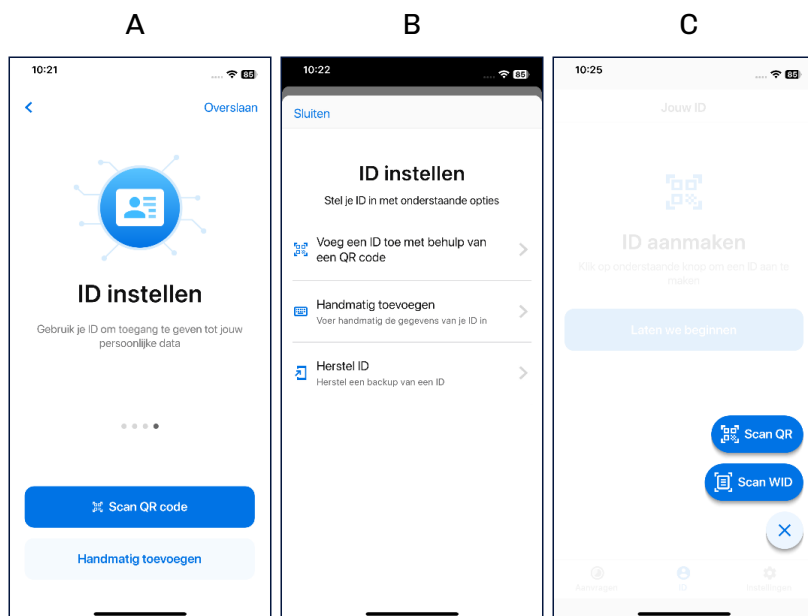 A
B
C
10:21
85
Overslaan
ID instellen
Gebruik je ID om toegang te geven tot jouw
persoonlijke data
Scan QR code
Handmatig toevoegen
10:22
85
Sluiten
ID instellen
Stel je ID in met onderstaande opties
Voeg een ID toe met behulp van
een QR code
Handmatig toevoegen
Voer handmatig de gegevens van je ID in
Herstel ID
Herstel een backup van een ID
10:25
85
Jouw ID
ID aanmaken
Klik op onderstaande knop om een ID aan te
maken
Laten we beginnen
Scan QR
Scan WID
Aanvragen
ID
Instellingen